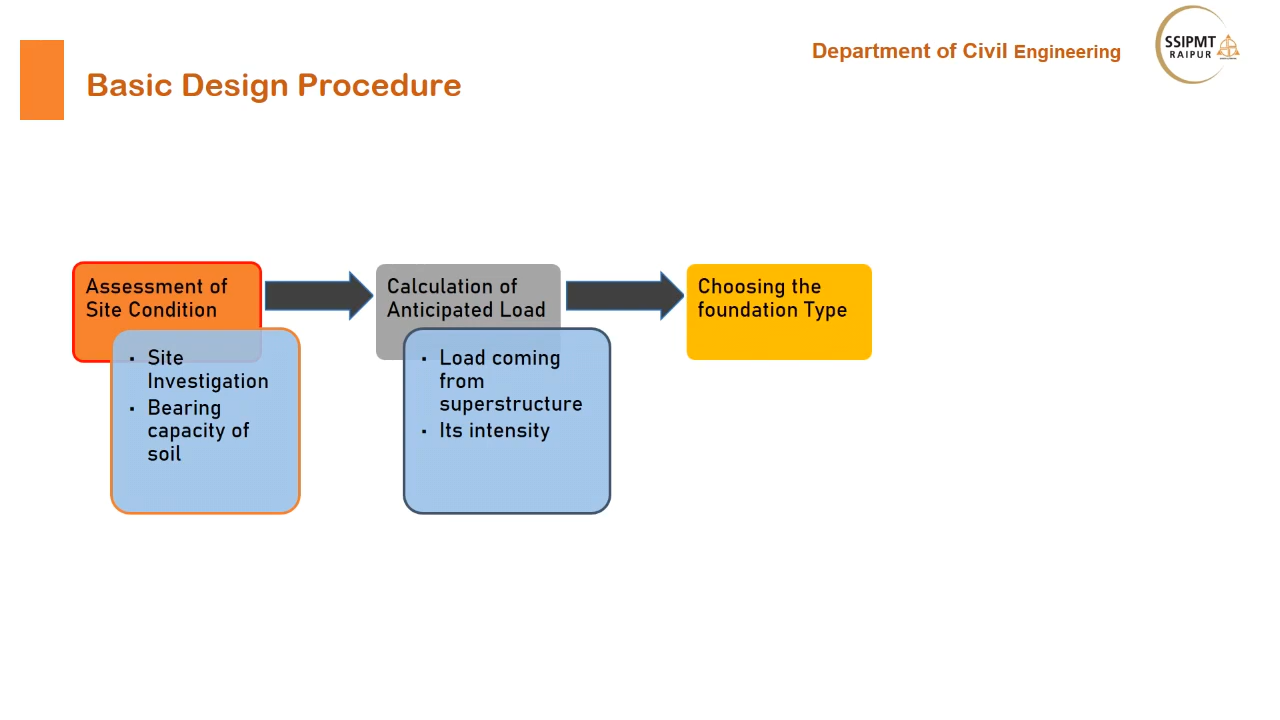 Department of Civil Engineering
SSIPMT
RAIPUR
Basic Design Procedure
Assessment of
Site Condition
▪ Site
Investigation
▪ Bearing
capacity of
soil
Calculation of
Anticipated Load
▪ Load coming
from
superstructure
▪ Its intensity
Choosing the
foundation Type